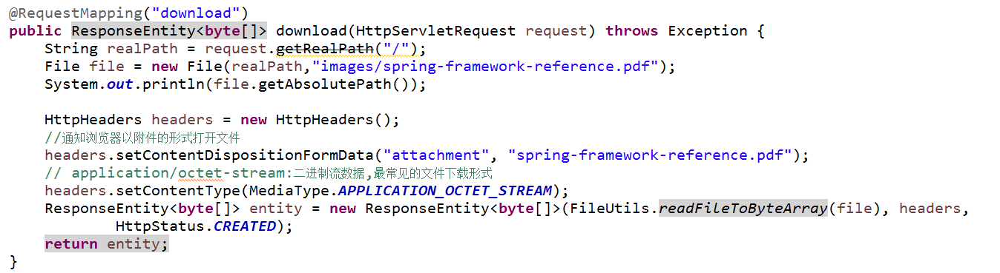 @RequestMapping("download")
public ResponseEntity<byte[]> download(HttpServletRequest request) throws Exception {
    String realPath = request.getRealPath("/");
    File file = new File(realPath,"images/spring-framework-reference.pdf");
    System.out.println(file.getAbsolutePath());
    HttpHeaders headers = new HttpHeaders();
    //通知浏览器以附件的形式打开文件
    headers.setContentDispositionFormData("attachment", "spring-framework-reference.pdf");
    // application/octet-stream:二进制流数据,最常见的文件下载形式
    headers.setContentType(MediaType.APPLICATION_OCTET_STREAM);
    ResponseEntity<byte[]> entity = new ResponseEntity<byte[]>(FileUtils.readFileToByteArray(file), headers,
            HttpStatus.CREATED);
    return entity;
}